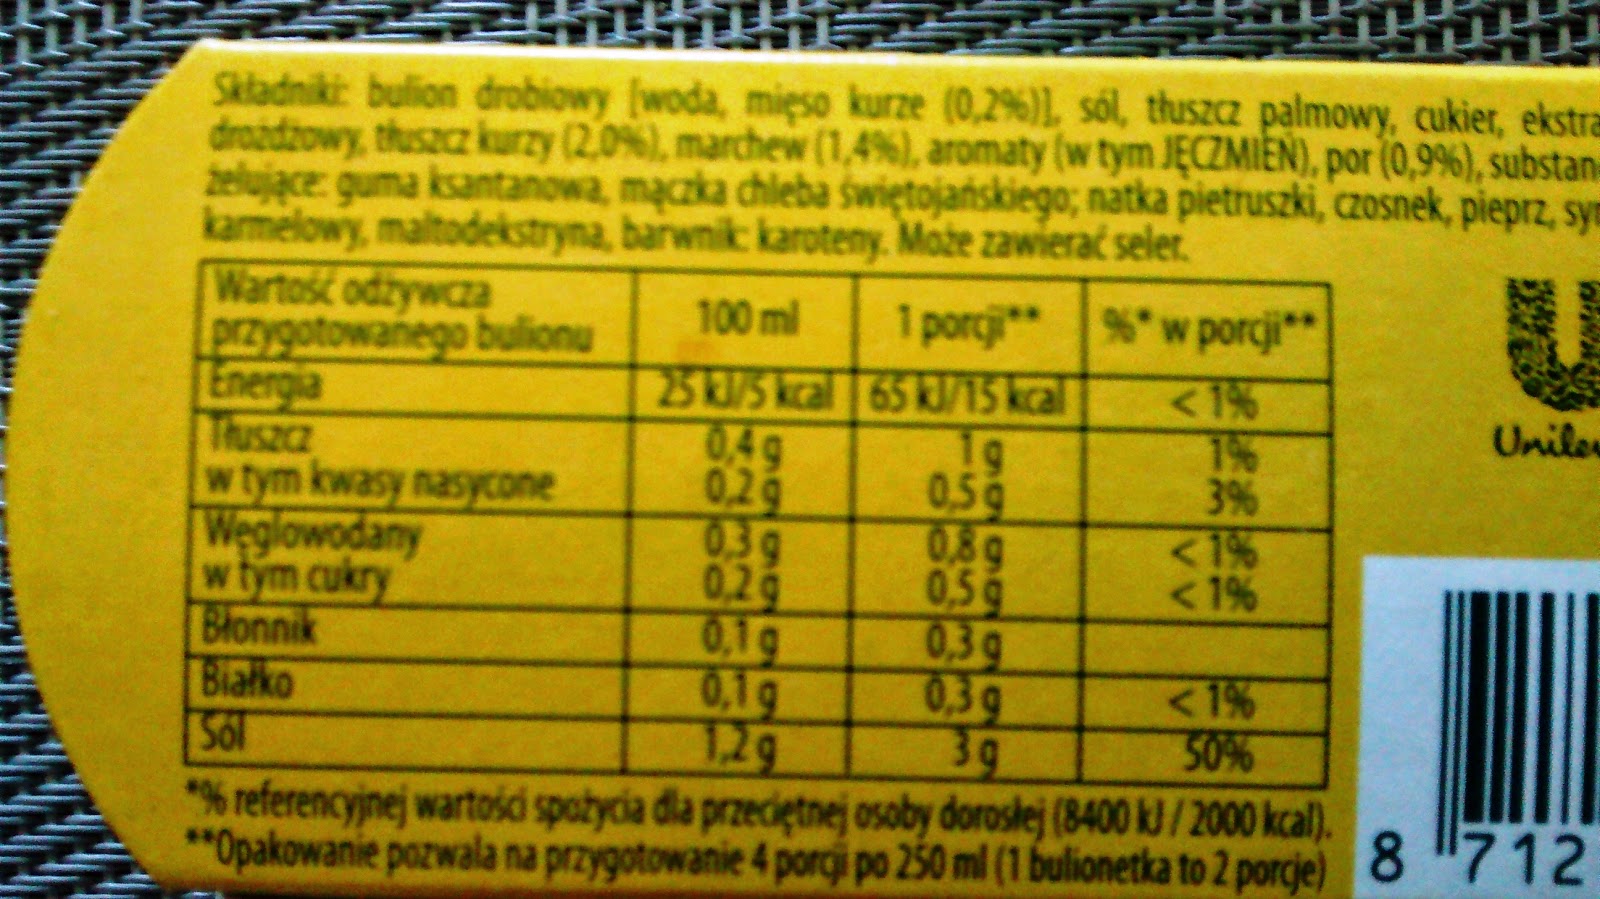 Składniki: bulion drobiowy [woda, mięso kurze (0,2%)], sól, tłuszcz palmowy, cukier, ekstra
drożdżowy, tłuszcz kurzy (2,0%), marchew (1,4%), aromaty (w tym JĘCZMIEŃ), por (0,9%), substan
żelujące: guma ksantanowa, mączka chleba świętojańskiego; natka pietruszki, czosnek, pieprz, syr
karmelowy, maltodekstryna, barwnik: karoteny. Może zawierać seler.
Wartość odżywcza
przygotowanego bulionu 100 ml 1 porcji** %* w porcji**
Energia 25 kJ/5 kcal 65 kJ/15 kcal < 1%
Tłuszcz 0,4 g 1 g 1%
w tym kwasy nasycone 0,2 g 0,5 g 3%
Węglowodany 0,3 g 0,8 g < 1%
w tym cukry 0,2 g 0,5 g < 1%
Błonnik 0,1 g 0,3 g
Białko 0,1 g 0,3 g < 1%
Sól 1,2 g 3 g 50%
*% referencyjnej wartości spożycia dla przeciętnej osoby dorosłej (8400 kJ / 2000 kcal).
**Opakowanie pozwala na przygotowanie 4 porcji po 250 ml (1 bulionetka to 2 porcje)
Unilev
8 712